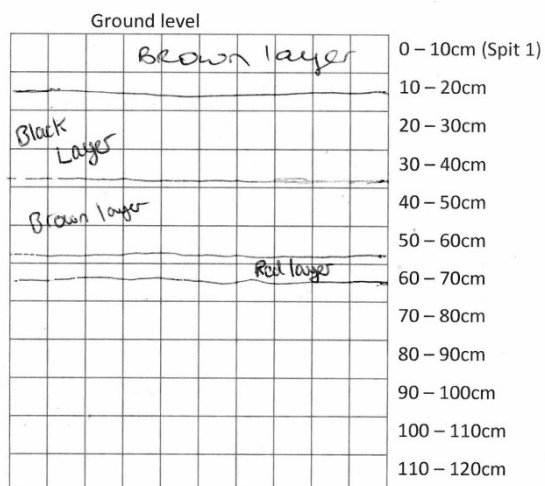 Ground level
BROWN layer
0 – 10cm (Spit 1)
10 – 20cm
Black
Layer
20 – 30cm
30 – 40cm
Brown layer
40 – 50cm
50 – 60cm
Red layer
60 – 70cm
70 – 80cm
80 – 90cm
90 – 100cm
100 – 110cm
110 – 120cm